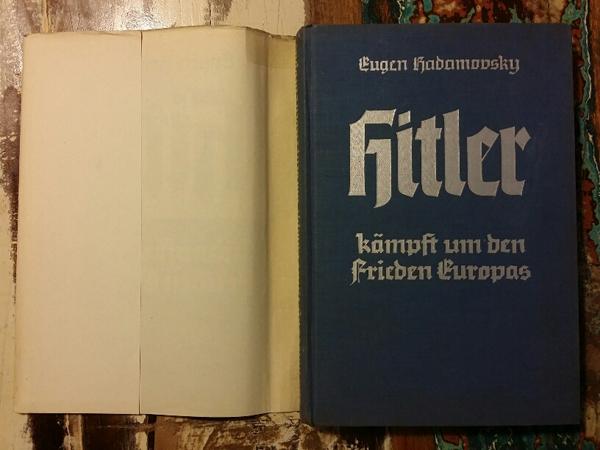 Eugen Hadamovsky
Hitler
kämpft um den
Frieden Europas